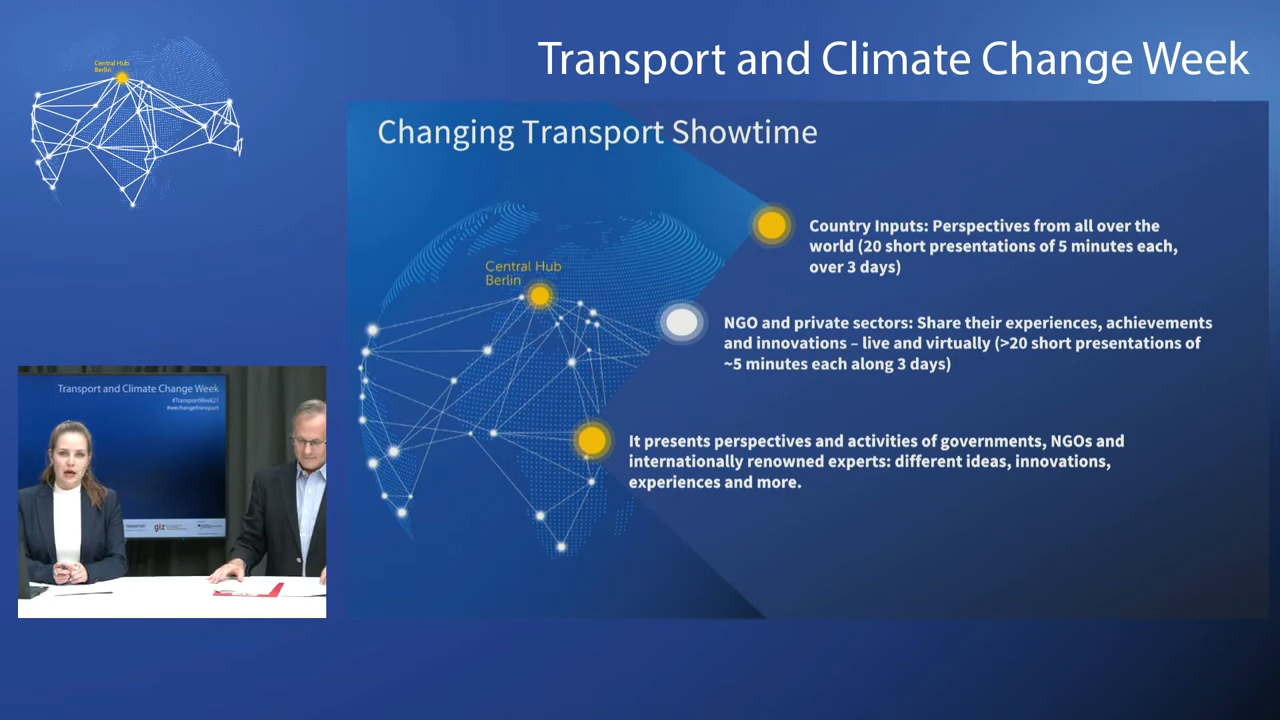 Transport and Climate Change Week
Central Hub
Berlin
Changing Transport Showtime
Country Inputs: Perspectives from all over the
world (20 short presentations of 5 minutes each,
over 3 days)
Central Hub
Berlin
NGO and private sectors: Share their experiences, achievements
and innovations – live and virtually (>20 short presentations of
~5 minutes each along 3 days)
It presents perspectives and activities of governments, NGOs and
internationally renowned experts: different ideas, innovations,
experiences and more.
Transport and Climate Change Week
#TransportWeek21
#wechangetransport
giz